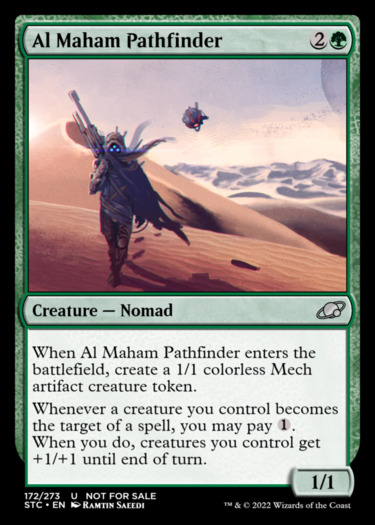 Al Maham Pathfinder 2
Creature — Nomad
When Al Maham Pathfinder enters the
battlefield, create a 1/1 colorless Mech
artifact creature token.
Whenever a creature you control becomes
the target of a spell, you may pay 1.
When you do, creatures you control get
+1/+1 until end of turn.
1/1
172/273 U NOT FOR SALE
STC • EN Ramtin Saeedi
™ & © 2022 Wizards of the Coast